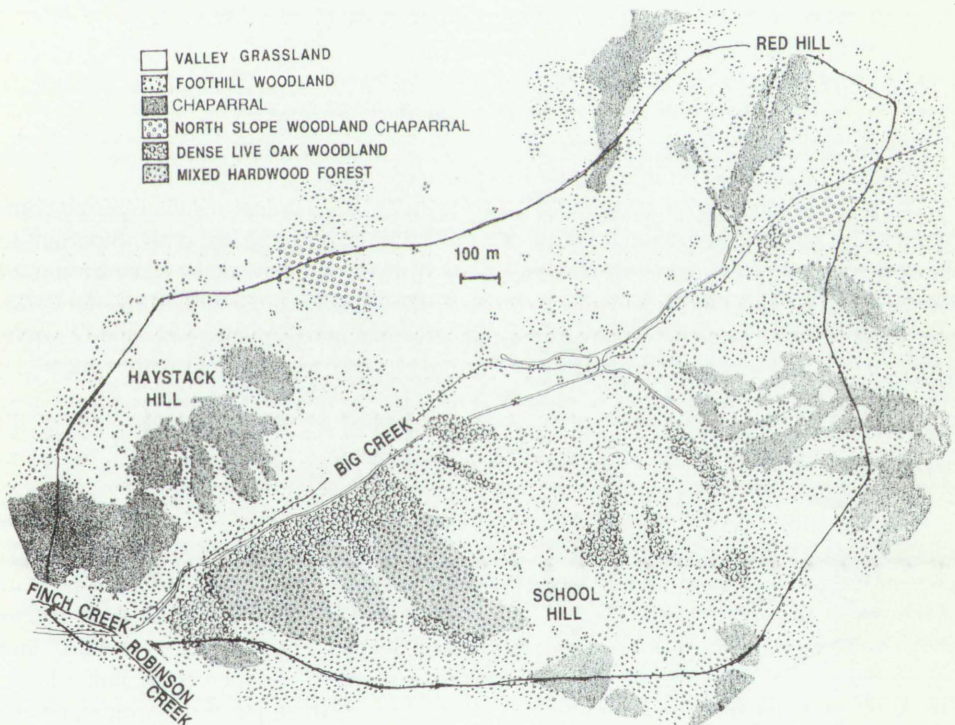 VALLEY GRASSLAND
FOOTHILL WOODLAND
CHAPARRAL
NORTH SLOPE WOODLAND CHAPARRAL
DENSE LIVE OAK WOODLAND
MIXED HARDWOOD FOREST
RED HILL
100 m
HAYSTACK
HILL
BIG CREEK
SCHOOL
HILL
FINCH CREEK
ROBINSON
CREEK